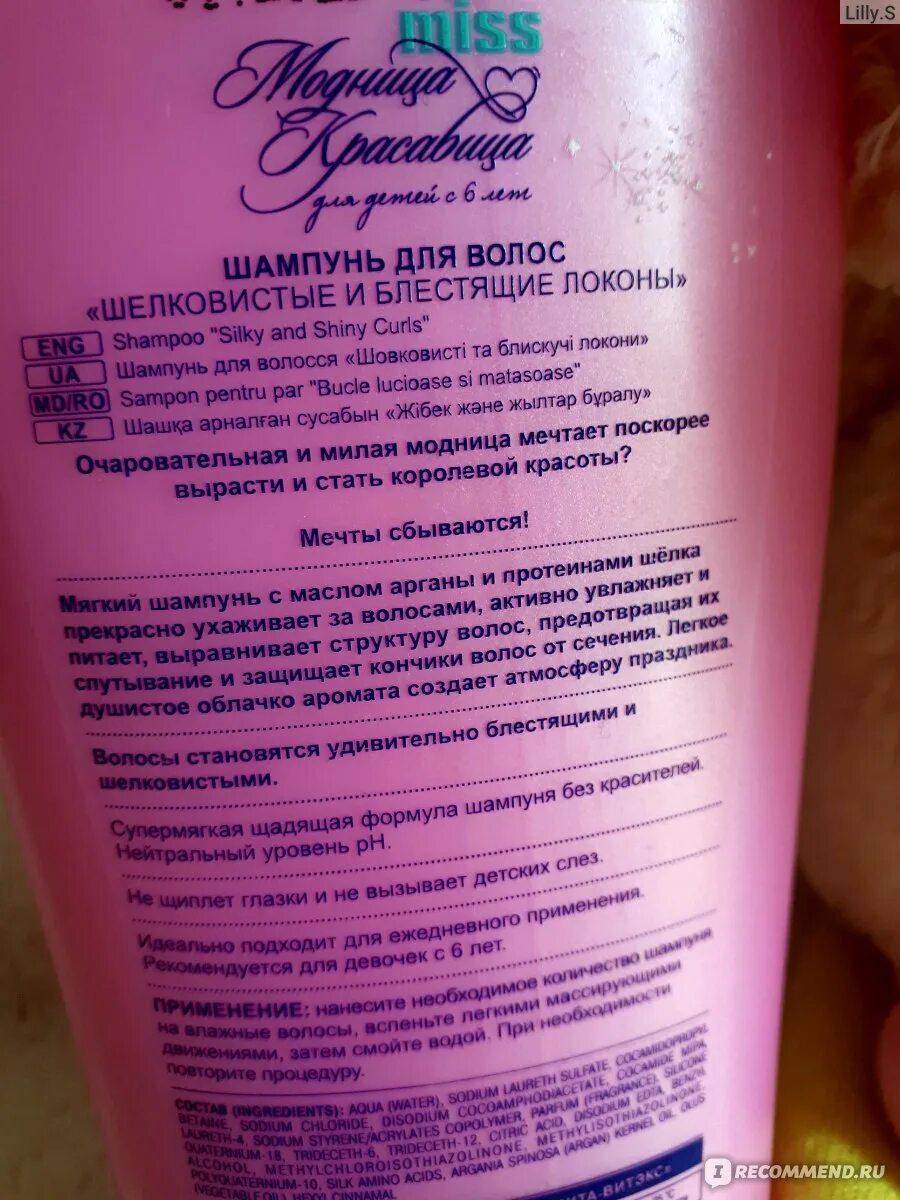 Lilly.S
miss
Модница
Красавица
для детей с 6 лет
ШАМПУНЬ ДЛЯ ВОЛОС
«ШЕЛКОВИСТЫЕ И БЛЕСТЯЩИЕ ЛОКОНЫ»
ENG Shampoo "Silky and Shiny Curls"
UA Шампунь для волосся «Шовковисті та блискучі локони»
MD/RO Sampon pentru par "Bucle lucioase si matasoase"
KZ Шашқа арналған сусабын «Жібек және жылтар бұралу»
Очаровательная и милая модница мечтает поскорее
вырасти и стать королевой красоты?
Мечты сбываются!
Мягкий шампунь с маслом арганы и протеинами шёлка
прекрасно ухаживает за волосами, активно увлажняет и
питает, выравнивает структуру волос, предотвращая их
спутывание и защищает кончики волос от сечения. Легкое
душистое облачко аромата создает атмосферу праздника.
Волосы становятся удивительно блестящими и
шелковистыми.
Супермягкая щадящая формула шампуня без красителей.
Нейтральный уровень pH.
Не щиплет глазки и не вызывает детских слез.
Идеально подходит для ежедневного применения.
Рекомендуется для девочек с 6 лет.
ПРИМЕНЕНИЕ: нанесите необходимое количество шампуня
на влажные волосы, вспеньте легкими массирующими
движениями, затем смойте водой. При необходимости
повторите процедуру.
СОСТАВ (INGREDIENTS): AQUA (WATER), SODIUM LAURETH SULFATE, COCAMIDOPROPYL
BETAINE, SODIUM CHLORIDE, DISODIUM COCOAMPHODIACETATE, COCAMIDE MIPA,
LAURETH-4, SODIUM STYRENE/ACRYLATES COPOLYMER, PARFUM (FRAGRANCE), SILICONE
QUATERNIUM-18, TRIDECETH-6, TRIDECETH-12, CITRIC ACID, DISODIUM EDTA, BENZYL
ALCOHOL, METHYLCHLOROISOTHIAZOLINONE, METHYLISOTHIAZOLINONE,
POLYQUATERNIUM-10, SILK AMINO ACIDS, ARGANIA SPINOSA (ARGAN) KERNEL OIL, OLUS
(VEGETABLE OIL), HEXYL CINNAMAL
ВИТЭКС»
IRECOMMEND.RU